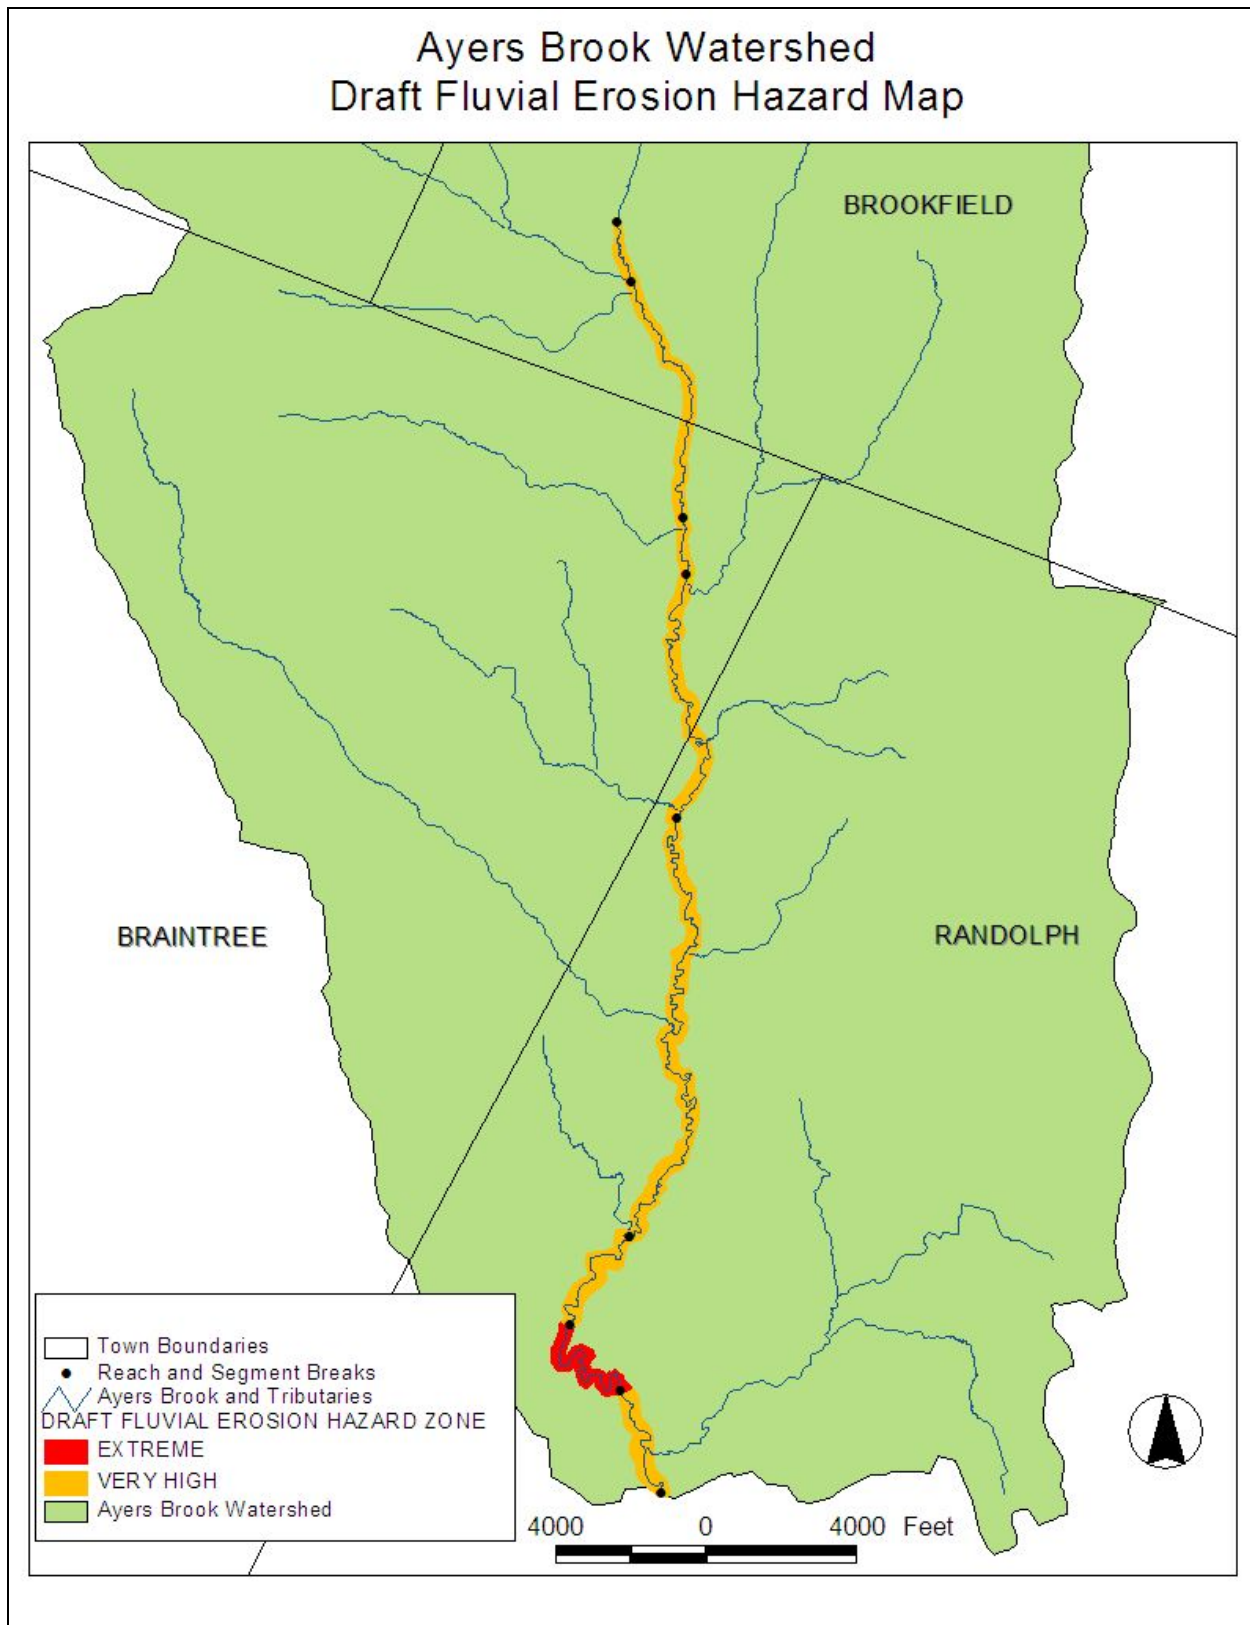 Ayers Brook Watershed
Draft Fluvial Erosion Hazard Map
BROOKFIELD
BRAINTREE
RANDOLPH
Town Boundaries
Reach and Segment Breaks
Ayers Brook and Tributaries
DRAFT FLUVIAL EROSION HAZARD ZONE
EXTREME
VERY HIGH
Ayers Brook Watershed
4000 0 4000 Feet